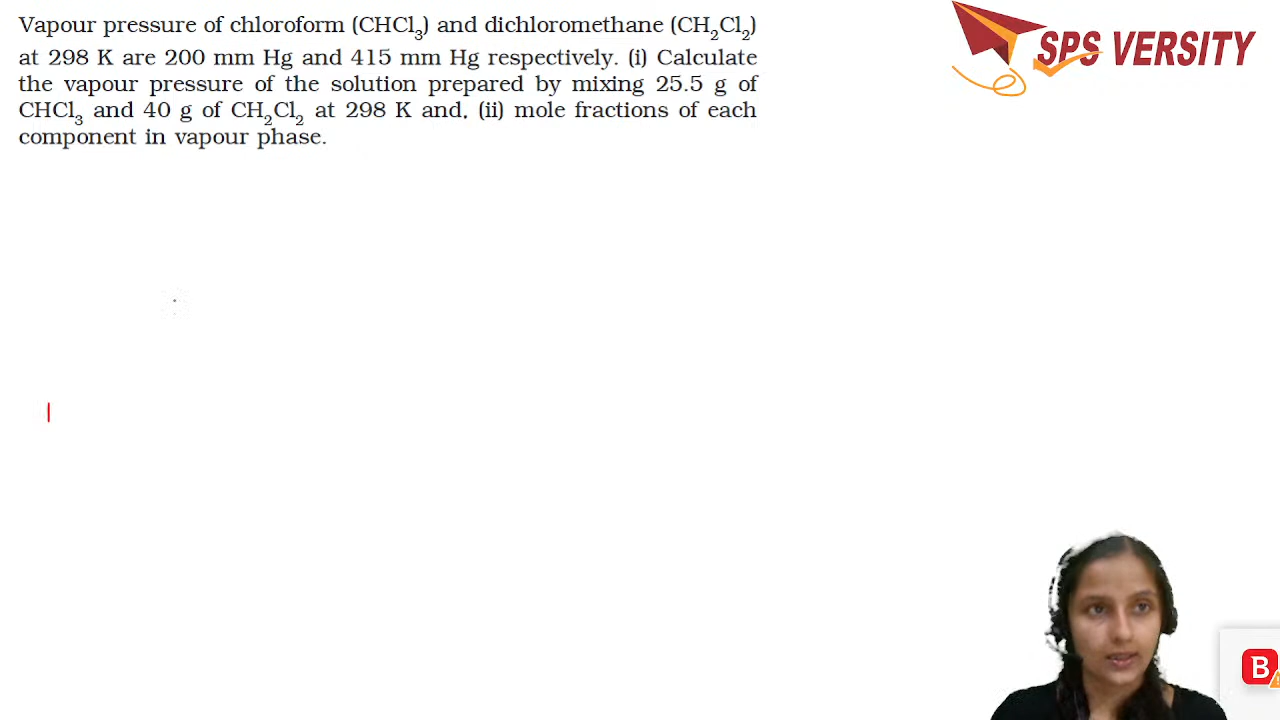 Vapour pressure of chloroform (CHCl₃) and dichloromethane (CH₂Cl₂)
at 298 K are 200 mm Hg and 415 mm Hg respectively. (i) Calculate
the vapour pressure of the solution prepared by mixing 25.5 g of
CHCl₃ and 40 g of CH₂Cl₂ at 298 K and, (ii) mole fractions of each
component in vapour phase.
SPS VERSITY
B